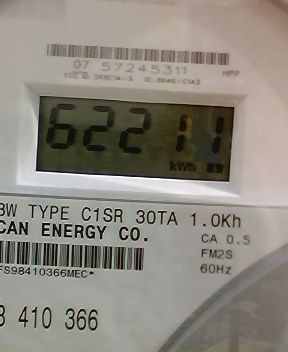 07 57245311
62211
kWh
3W TYPE C1SR 30TA 1.0Kh
CAN ENERGY CO.
CA 0.5
FM2S
60Hz
FS98410366MEC*
3 410 366